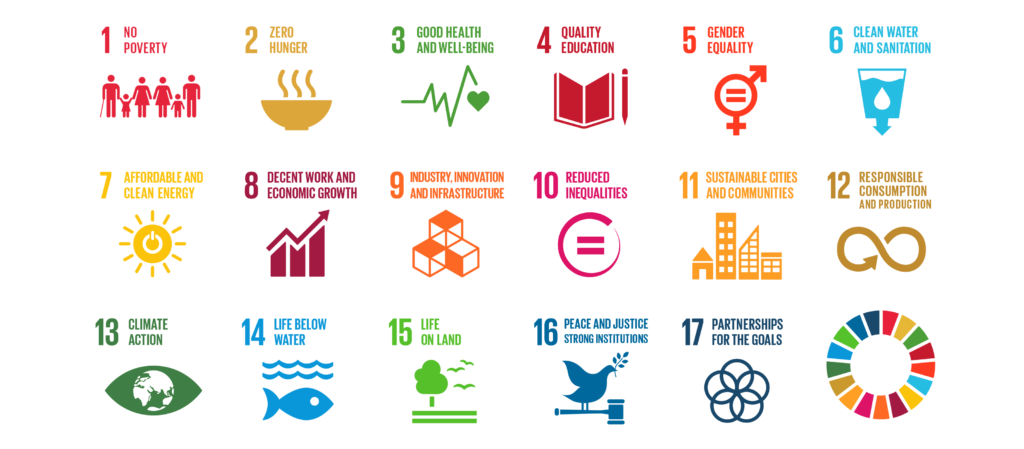 1 NO
POVERTY
2 ZERO
HUNGER
3 GOOD HEALTH
AND WELL-BEING
4 QUALITY
EDUCATION
5 GENDER
EQUALITY
6 CLEAN WATER
AND SANITATION
7 AFFORDABLE AND
CLEAN ENERGY
8 DECENT WORK AND
ECONOMIC GROWTH
9 INDUSTRY, INNOVATION
AND INFRASTRUCTURE
10 REDUCED
INEQUALITIES
11 SUSTAINABLE CITIES
AND COMMUNITIES
12 RESPONSIBLE
CONSUMPTION
AND PRODUCTION
13 CLIMATE
ACTION
14 LIFE BELOW
WATER
15 LIFE
ON LAND
16 PEACE AND JUSTICE
STRONG INSTITUTIONS
17 PARTNERSHIPS
FOR THE GOALS